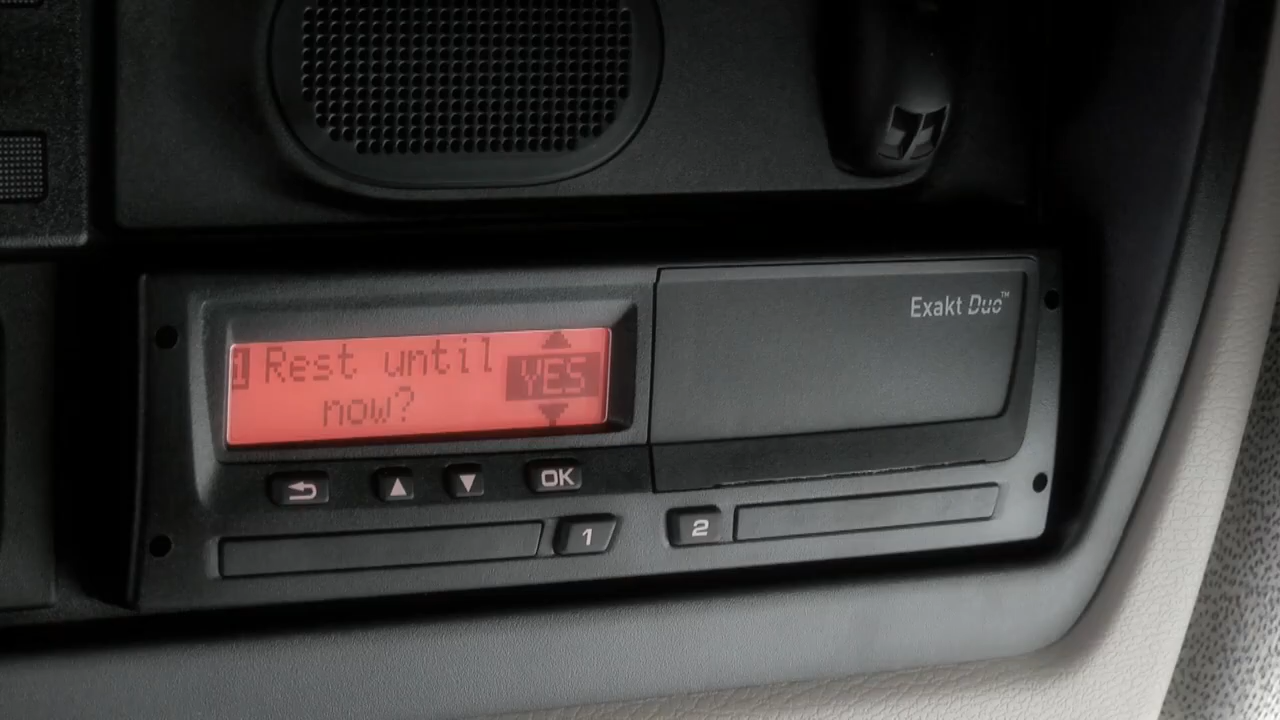 Exakt Duo™
1 Rest until YES
now?
OK
1
2